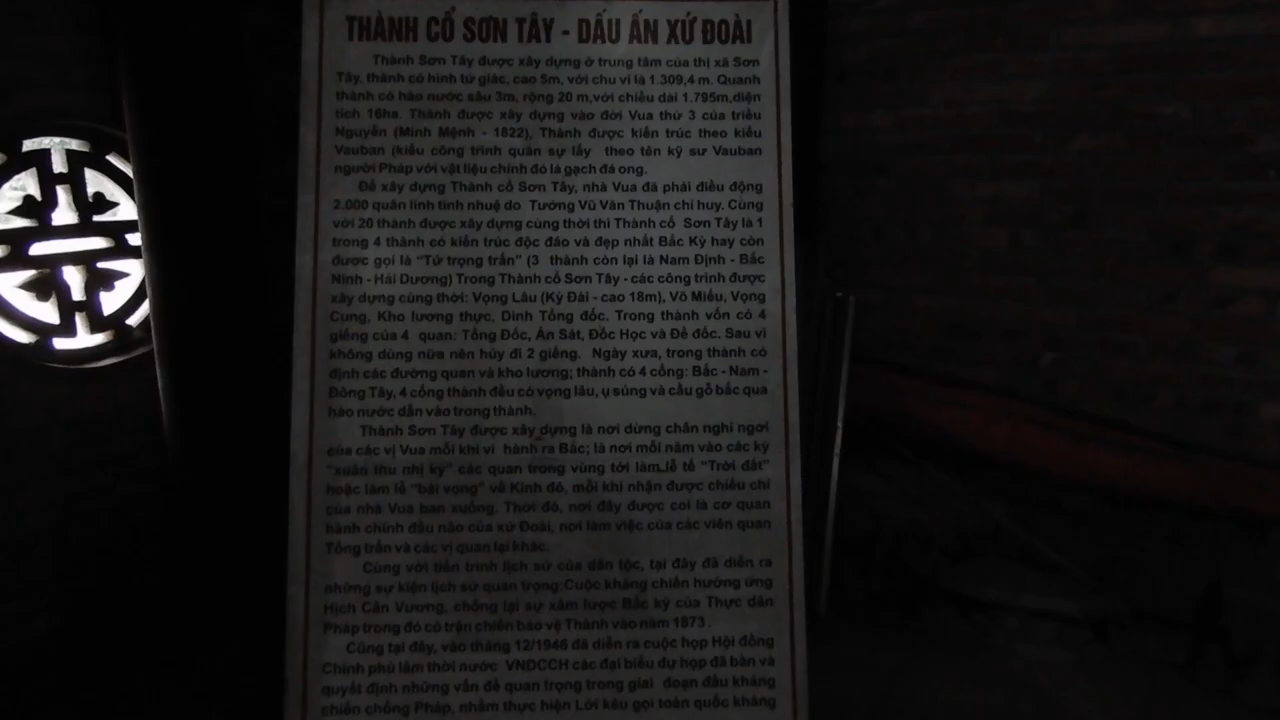 THÀNH CỔ SƠN TÂY - DẤU ẤN XỨ ĐOÀI
Thành Sơn Tây được xây dựng ở trung tâm của thị xã Sơn
Tây, thành có hình tứ giác, cao 5m, với chu vi là 1.309,4 m. Quanh
thành có hào nước sâu 3m, rộng 20 m,với chiều dài 1.795m,diện
tích 16ha. Thành được xây dựng vào đời Vua thứ 3 của triều
Nguyễn (Minh Mệnh - 1822), Thành được kiến trúc theo kiểu
Vauban (kiểu công trình quân sự lấy theo tên kỹ sư Vauban
người Pháp với vật liệu chính đó là gạch đá ong.
Để xây dựng Thành cổ Sơn Tây, nhà Vua đã phải điều động
2.000 quân lính tinh nhuệ do Tướng Vũ Văn Thuận chỉ huy. Cùng
với 20 thành được xây dựng cùng thời thì Thành cổ Sơn Tây là 1
trong 4 thành có kiến trúc độc đáo và đẹp nhất Bắc Kỳ hay còn
được gọi là “Tứ trọng trấn” (3 thành còn lại là Nam Định - Bắc
Ninh - Hải Dương) Trong Thành cổ Sơn Tây - các công trình được
xây dựng cùng thời: Vọng Lâu (Kỳ Đài - cao 18m), Võ Miếu, Vọng
Cung, Kho lương thực, Dinh Tổng đốc. Trong thành vốn có 4
giếng của 4 quan: Tổng Đốc, Án Sát, Đốc Học và Đề đốc. Sau vì
không dùng nữa nên hủy đi 2 giếng. Ngày xưa, trong thành có
định các đường quan và kho lương; thành có 4 cổng: Bắc - Nam -
Đông Tây, 4 cổng thành đều có vọng lâu, ụ súng và cầu gỗ bắc qua
hào nước dẫn vào trong thành.
Thành Sơn Tây được xây dựng là nơi dừng chân nghỉ ngơi
của các vị Vua mỗi khi vi hành ra Bắc; là nơi mỗi năm vào các kỳ
“xuân thu nhị kỳ” các quan trong vùng tới làm lễ tế “Trời đất”
hoặc làm lễ “bái vọng” về Kinh đô, mỗi khi nhận được chiếu chỉ
của nhà Vua ban xuống. Thời đó, nơi đây được coi là cơ quan
hành chính đầu não của xứ Đoài, nơi làm việc của các viên quan
Tổng trấn và các vị quan lại khác.
Cùng với tiến trình lịch sử của dân tộc, tại đây đã diễn ra
những sự kiện lịch sử quan trọng:Cuộc kháng chiến hưởng ứng
Hịch Cần Vương, chống lại sự xâm lược Bắc kỳ của Thực dân
Pháp trong đó có trận chiến bảo vệ Thành vào năm 1873.
Cũng tại đây, vào tháng 12/1946 đã diễn ra cuộc họp Hội đồng
Chính phủ lâm thời nước VNDCCH các đại biểu dự họp đã bàn và
quyết định những vấn đề quan trọng trong giai đoạn đầu kháng
chiến chống Pháp, nhằm thực hiện Lời kêu gọi toàn quốc kháng